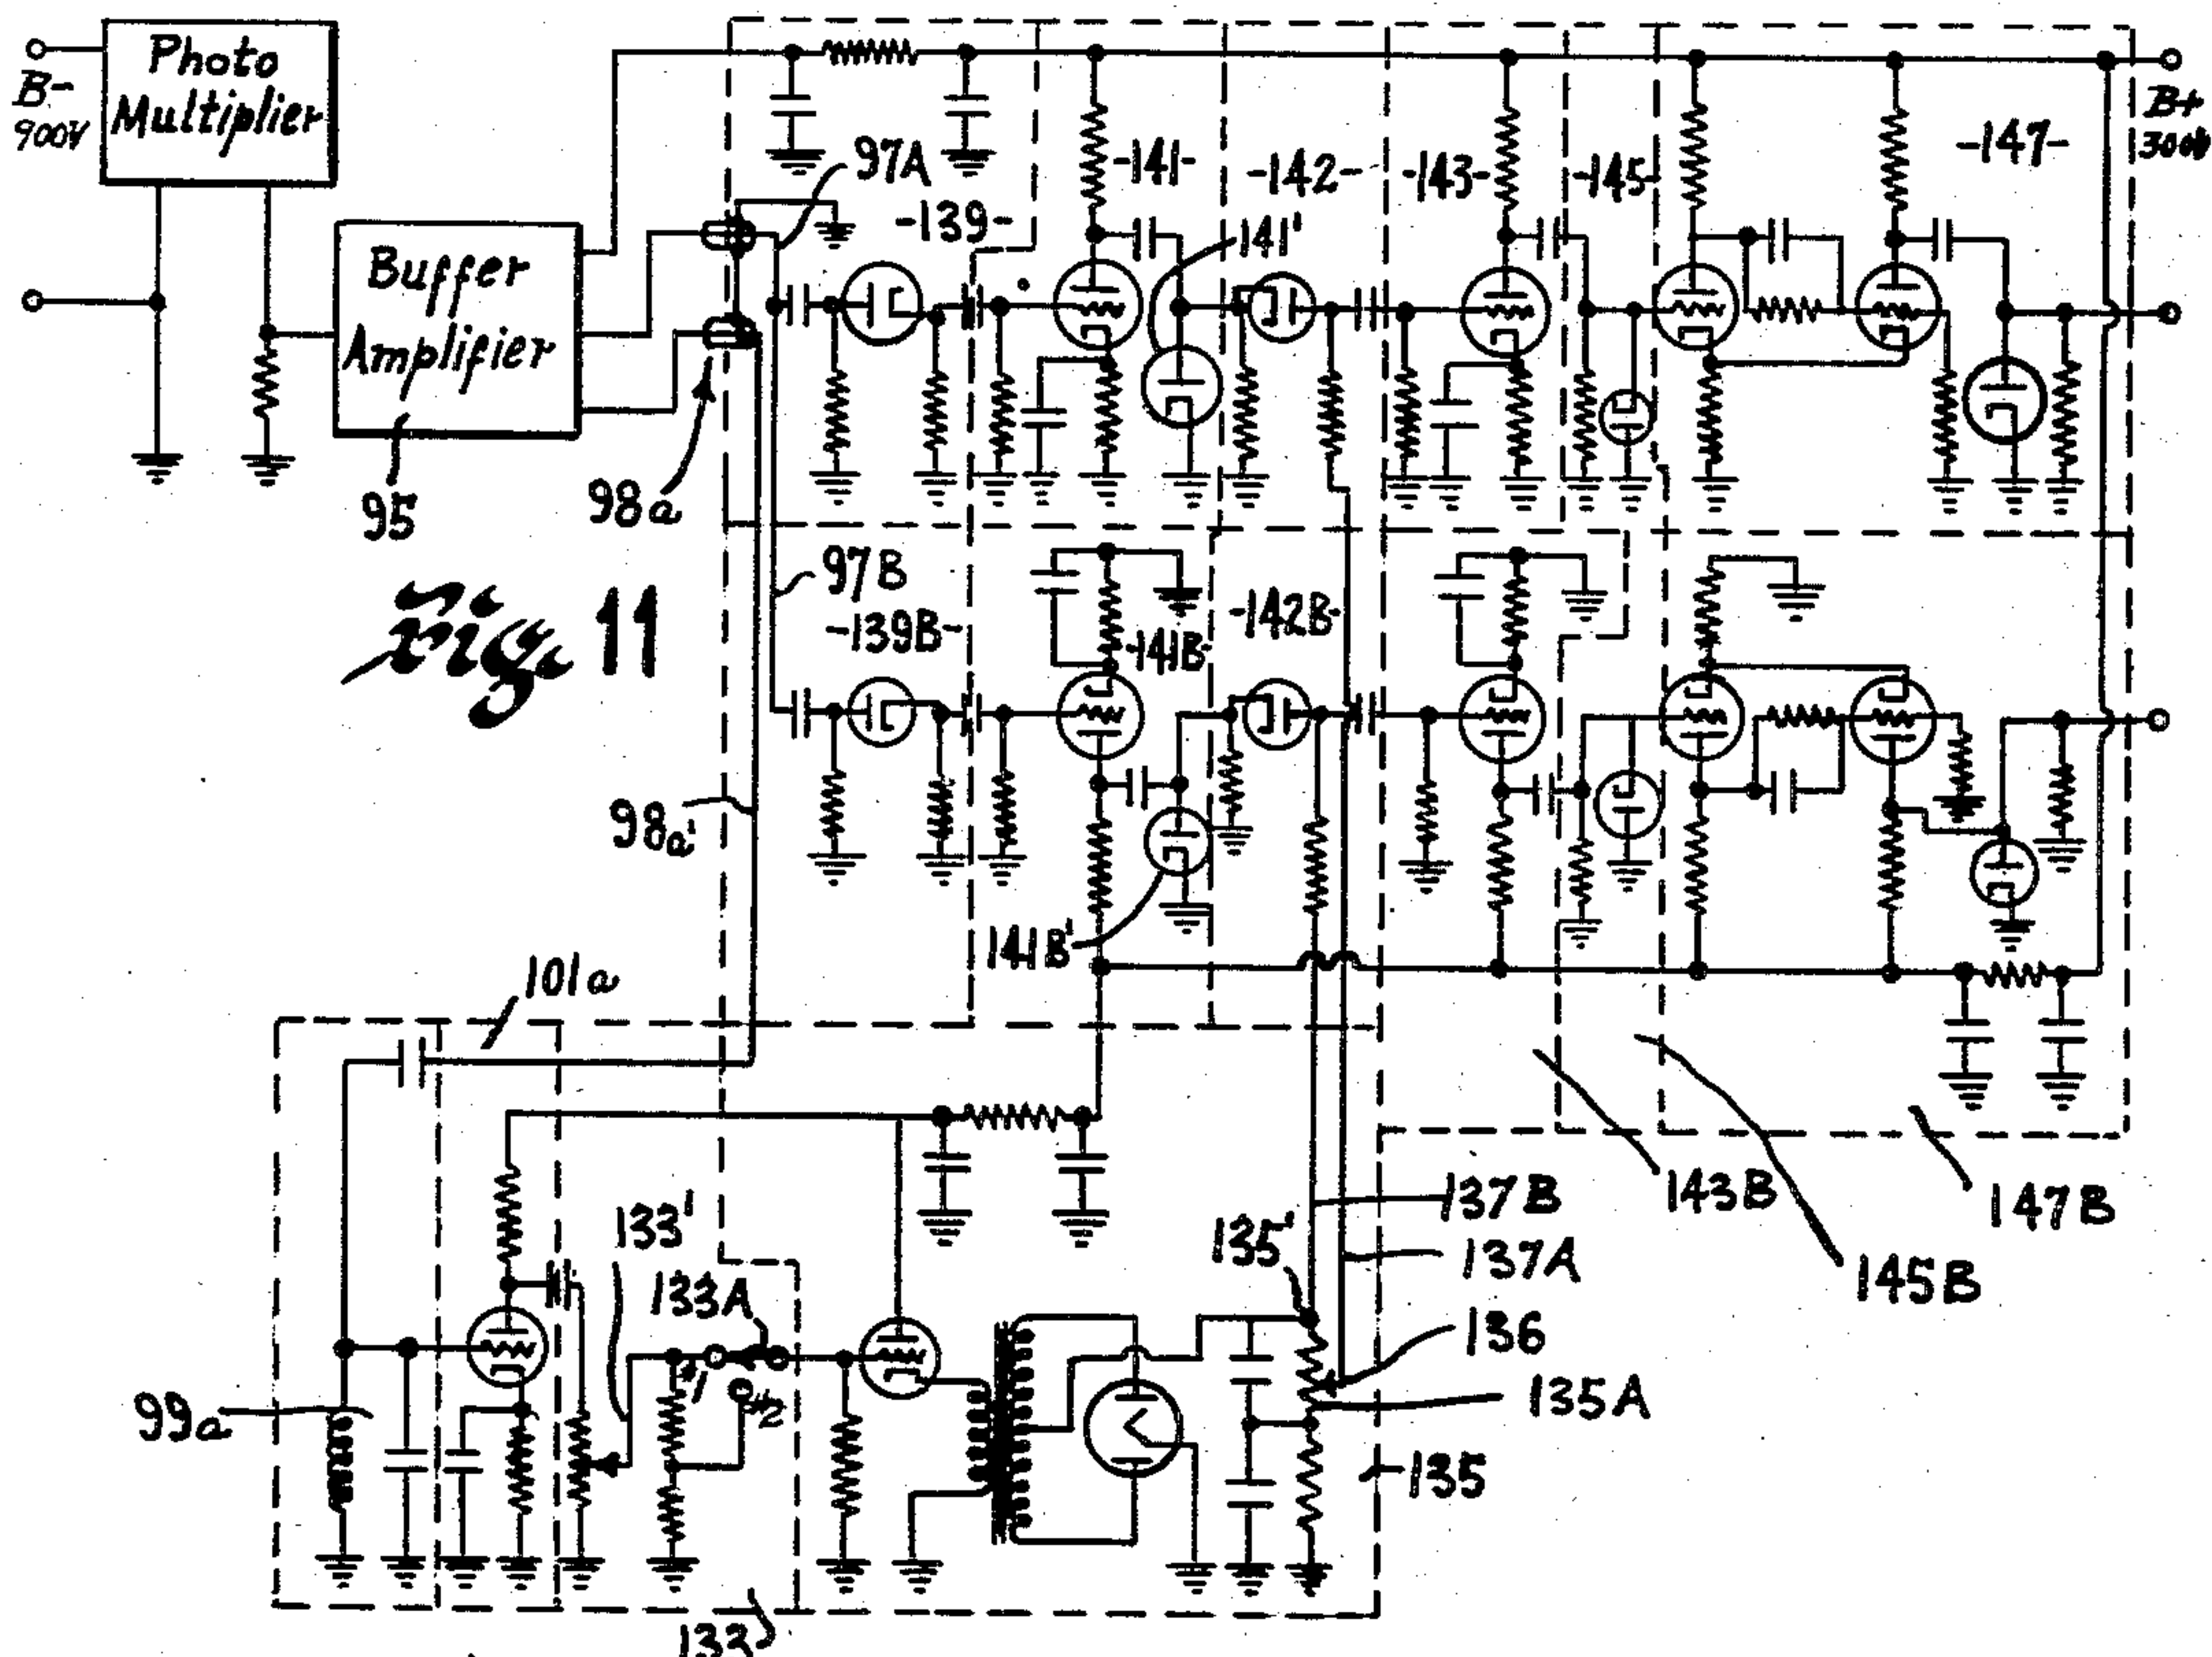 Photo
Multiplier
B-
900V
B+
300V
-141-
-142-
-143-
-145-
-147-
97A
-139-
141'
Buffer
Amplifier
95
98a
Fig. 11
97B
-139B-
-141B-
-142B-
98a'
141B'
101a
143B
145B
147B
137B
137A
136
135A
135
135'
133'
133A
#1
#2
99a
133